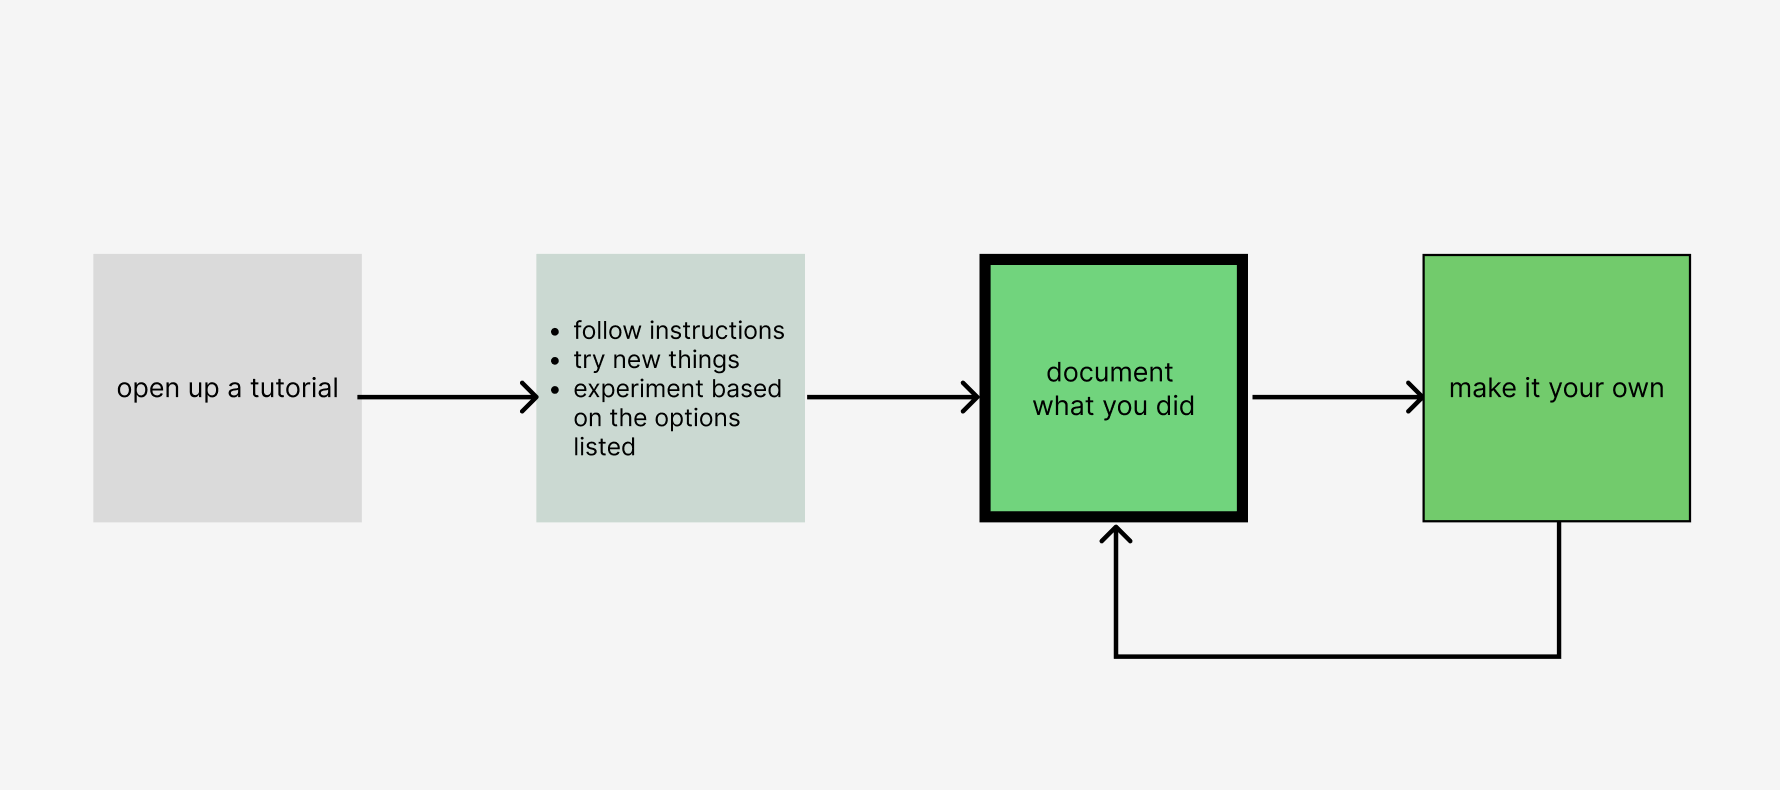 open up a tutorial
• follow instructions
• try new things
• experiment based
on the options
listed
document
what you did
make it your own